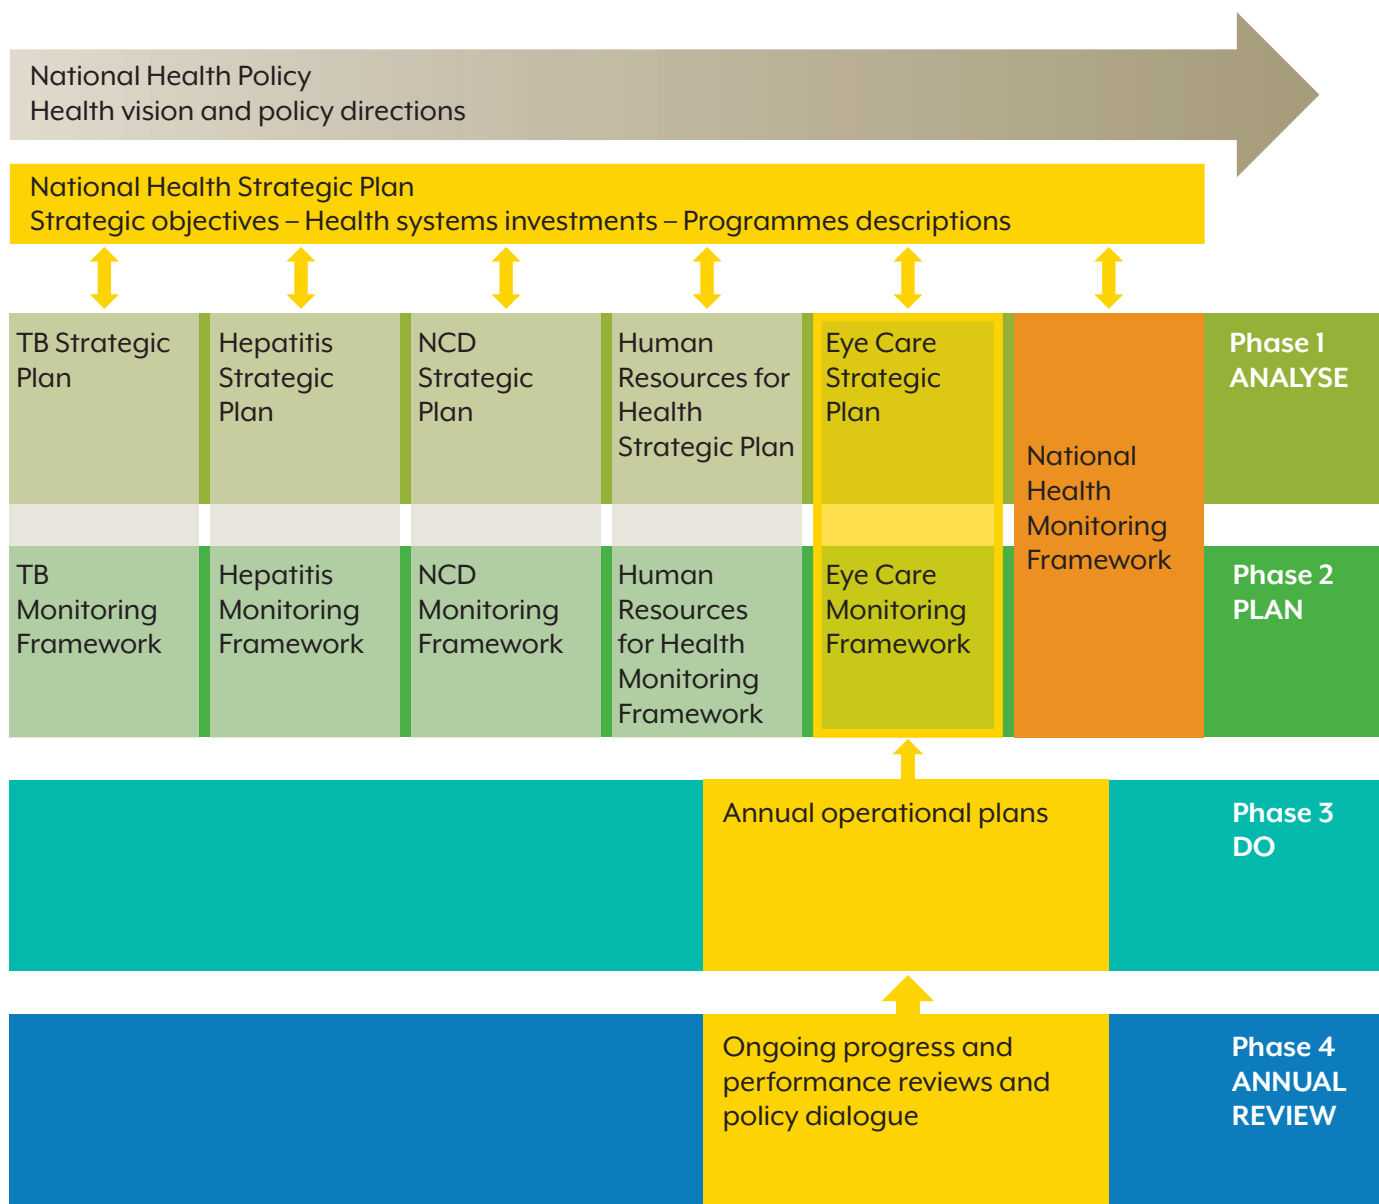 National Health Policy
Health vision and policy directions
National Health Strategic Plan
Strategic objectives – Health systems investments – Programmes descriptions
TB Strategic
Plan
Hepatitis
Strategic
Plan
NCD
Strategic
Plan
Human
Resources for
Health
Strategic Plan
Eye Care
Strategic
Plan
National
Health
Monitoring
Framework
Phase 1
ANALYSE
TB
Monitoring
Framework
Hepatitis
Monitoring
Framework
NCD
Monitoring
Framework
Human
Resources
for Health
Monitoring
Framework
Eye Care
Monitoring
Framework
Phase 2
PLAN
Annual operational plans
Phase 3
DO
Ongoing progress and
performance reviews and
policy dialogue
Phase 4
ANNUAL
REVIEW